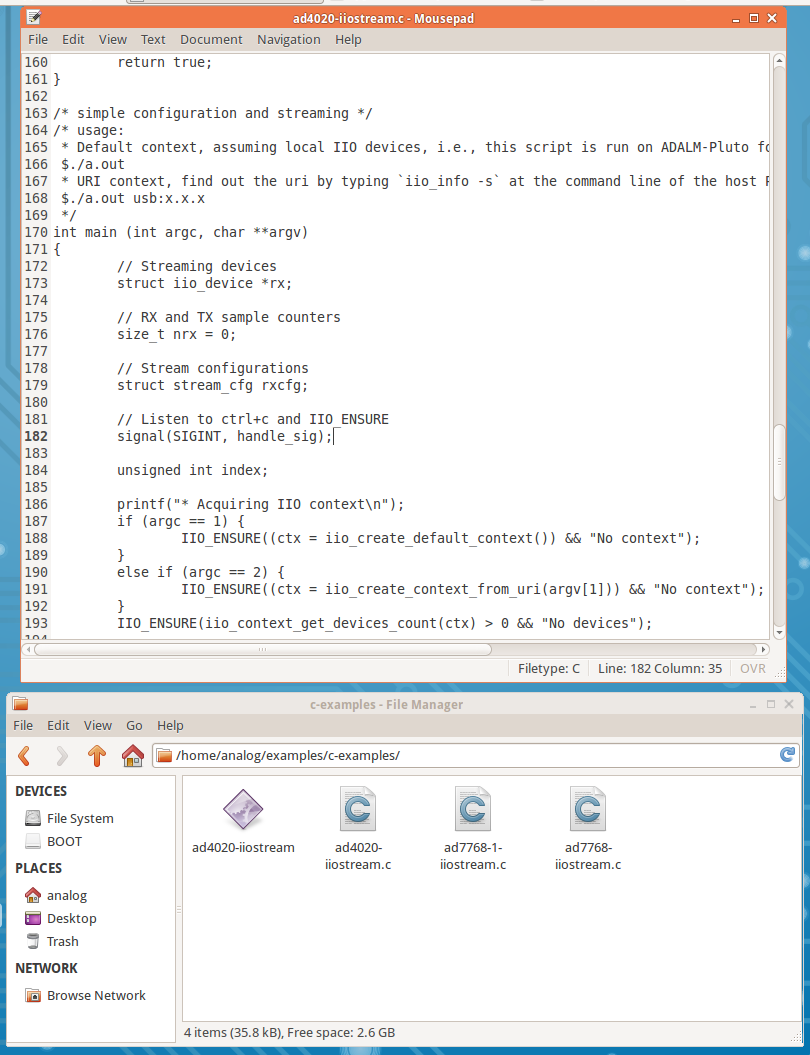 ad4020-iiostream.c - Mousepad
File Edit View Text Document Navigation Help
160 return true;
161 }
162
163 /* simple configuration and streaming */
164 /* usage:
165 * Default context, assuming local IIO devices, i.e., this script is run on ADALM-Pluto fo
166 $./a.out
167 * URI context, find out the uri by typing `iio_info -s` at the command line of the host P
168 $./a.out usb:x.x.x
169 */
170 int main (int argc, char **argv)
171 {
172 // Streaming devices
173 struct iio_device *rx;
174
175 // RX and TX sample counters
176 size_t nrx = 0;
177
178 // Stream configurations
179 struct stream_cfg rxcfg;
180
181 // Listen to ctrl+c and IIO_ENSURE
182 signal(SIGINT, handle_sig);
183
184 unsigned int index;
185
186 printf("* Acquiring IIO context\n");
187 if (argc == 1) {
188 IIO_ENSURE((ctx = iio_create_default_context()) && "No context");
189 }
190 else if (argc == 2) {
191 IIO_ENSURE((ctx = iio_create_context_from_uri(argv[1])) && "No context");
192 }
193 IIO_ENSURE(iio_context_get_devices_count(ctx) > 0 && "No devices");
Filetype: C Line: 182 Column: 35 OVR
c-examples - File Manager
File Edit View Go Help
/home/analog/examples/c-examples/
DEVICES
File System
BOOT
PLACES
analog
Desktop
Trash
NETWORK
Browse Network
ad4020-iiostream
ad4020-
iiostream.c
ad7768-1-
iiostream.c
ad7768-
iiostream.c
4 items (35.8 kB), Free space: 2.6 GB